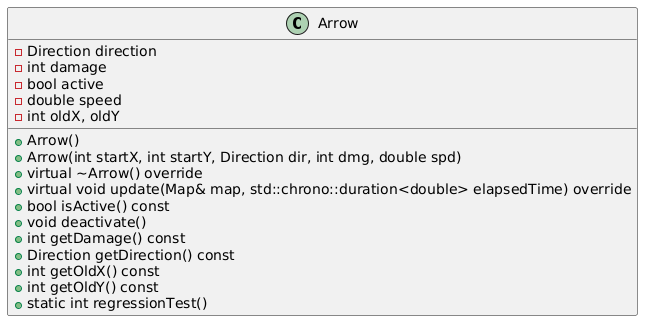 C Arrow
Direction direction
int damage
bool active
double speed
int oldX, oldY
Arrow()
Arrow(int startX, int startY, Direction dir, int dmg, double spd)
virtual ~Arrow() override
virtual void update(Map& map, std::chrono::duration<double> elapsedTime) override
bool isActive() const
void deactivate()
int getDamage() const
Direction getDirection() const
int getOldX() const
int getOldY() const
static int regressionTest()